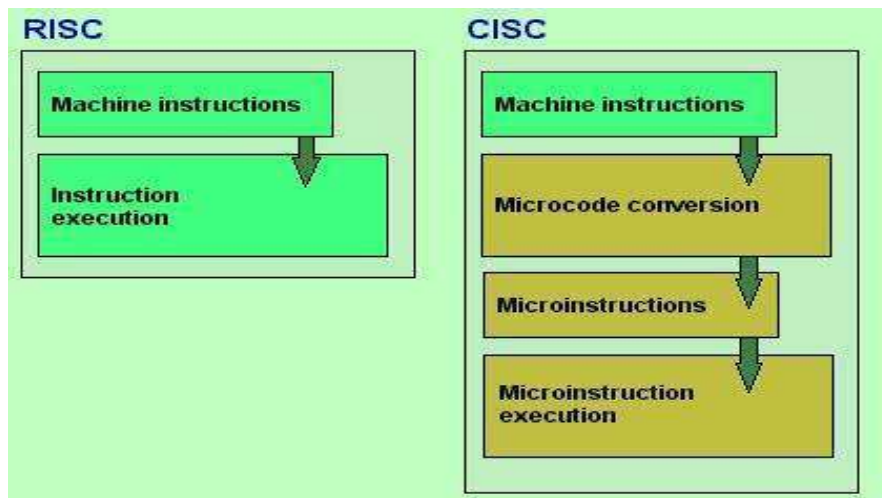 RISC
Machine instructions
Instruction
execution
CISC
Machine instructions
Microcode conversion
Microinstructions
Microinstruction
execution